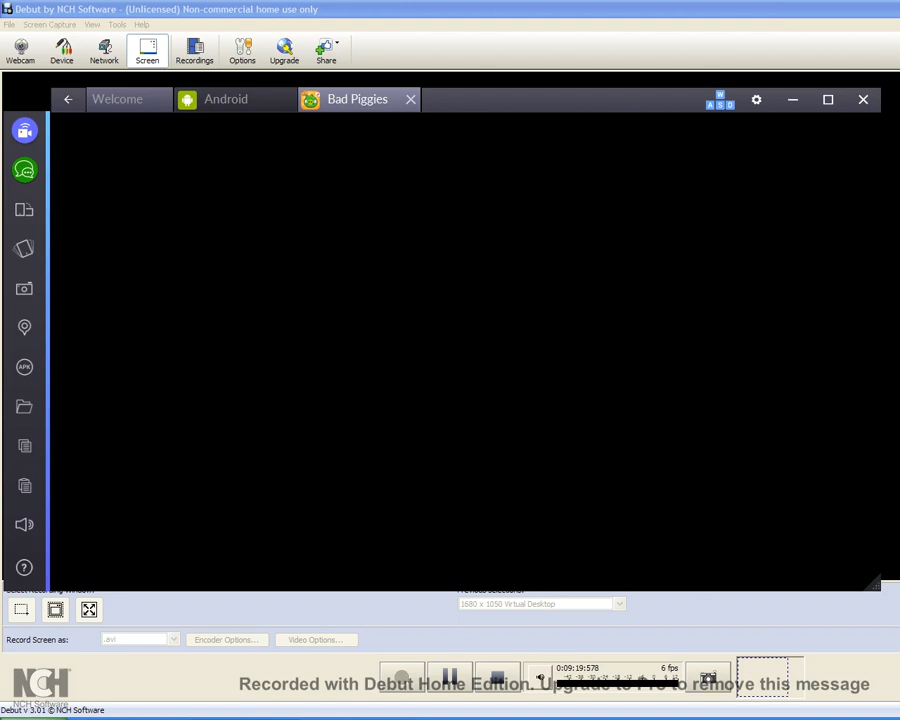 Debut by NCH Software - (Unlicensed) Non-commercial home use only
File Screen Capture View Tools Help
Webcam Device Network Screen Recordings Options Upgrade Share
Welcome Android Bad Piggies
W
A S D
APK
1680 x 1050 Virtual Desktop
Record Screen as: .avi Encoder Options... Video Options...
0:09:19:578 6 fps
Recorded with Debut Home Edition. Upgrade to Pro to remove this message
NCH
NCH Software
Debut v 3.01 © NCH Software